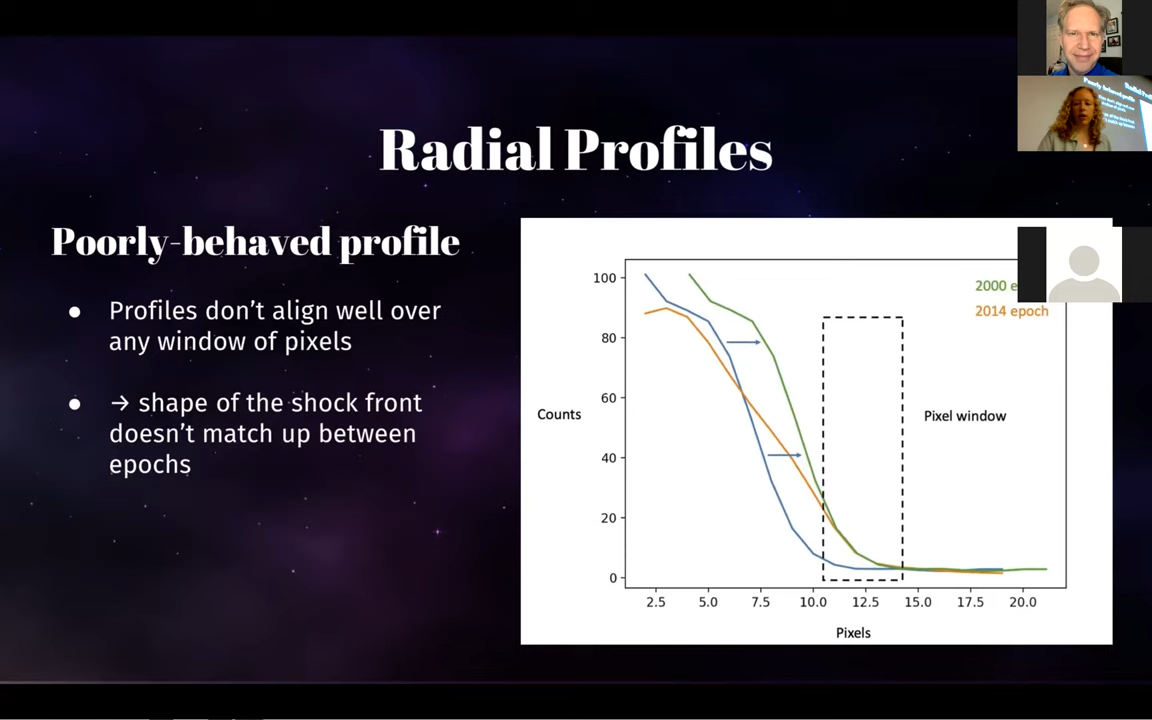 Radial Profiles
Poorly-behaved profile
● Profiles don't align well over
any window of pixels
● → shape of the shock front
doesn't match up between
epochs
2000 e
2014 epoch
100
80
60
40
20
0
Counts
Pixel window
2.5 5.0 7.5 10.0 12.5 15.0 17.5 20.0
Pixels